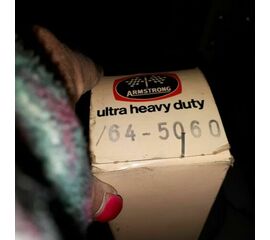 ARMSTRONG
ultra heavy duty
64-5060